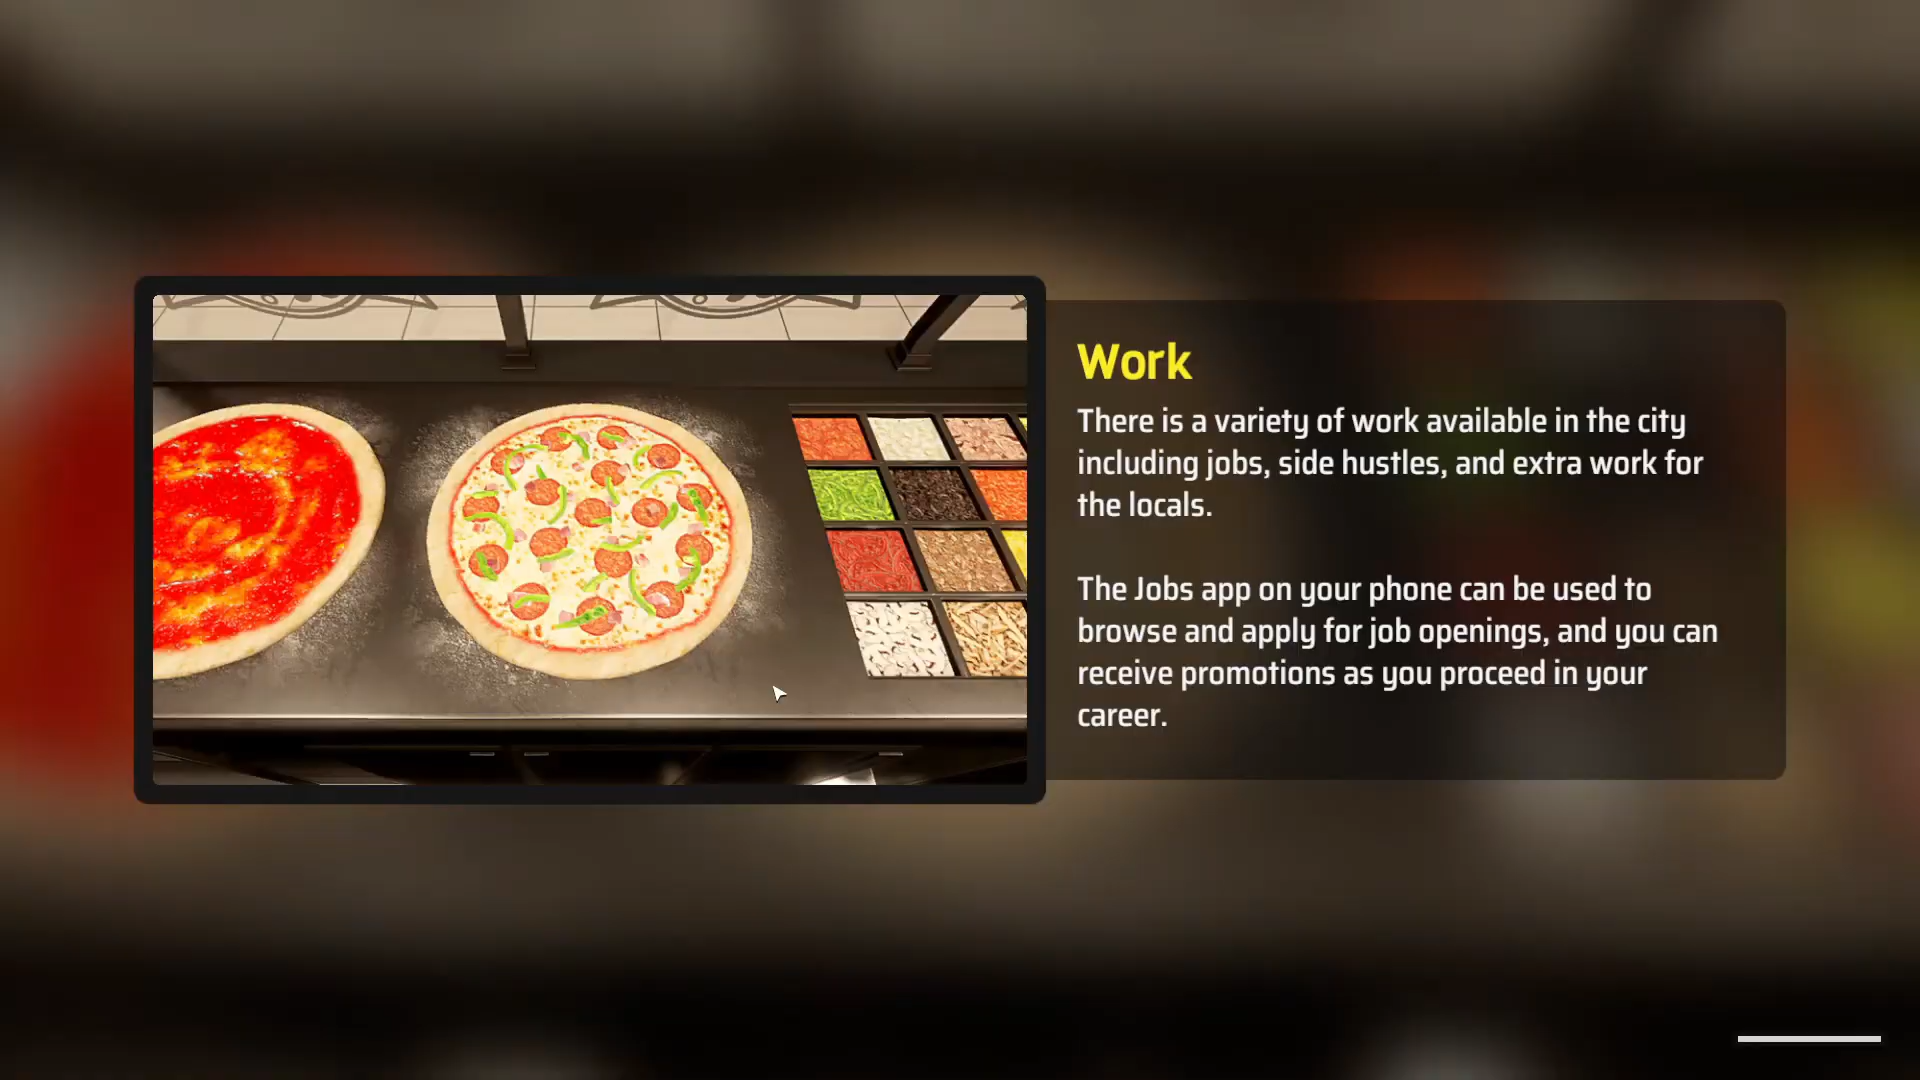 Work
There is a variety of work available in the city
including jobs, side hustles, and extra work for
the locals.
The Jobs app on your phone can be used to
browse and apply for job openings, and you can
receive promotions as you proceed in your
career.